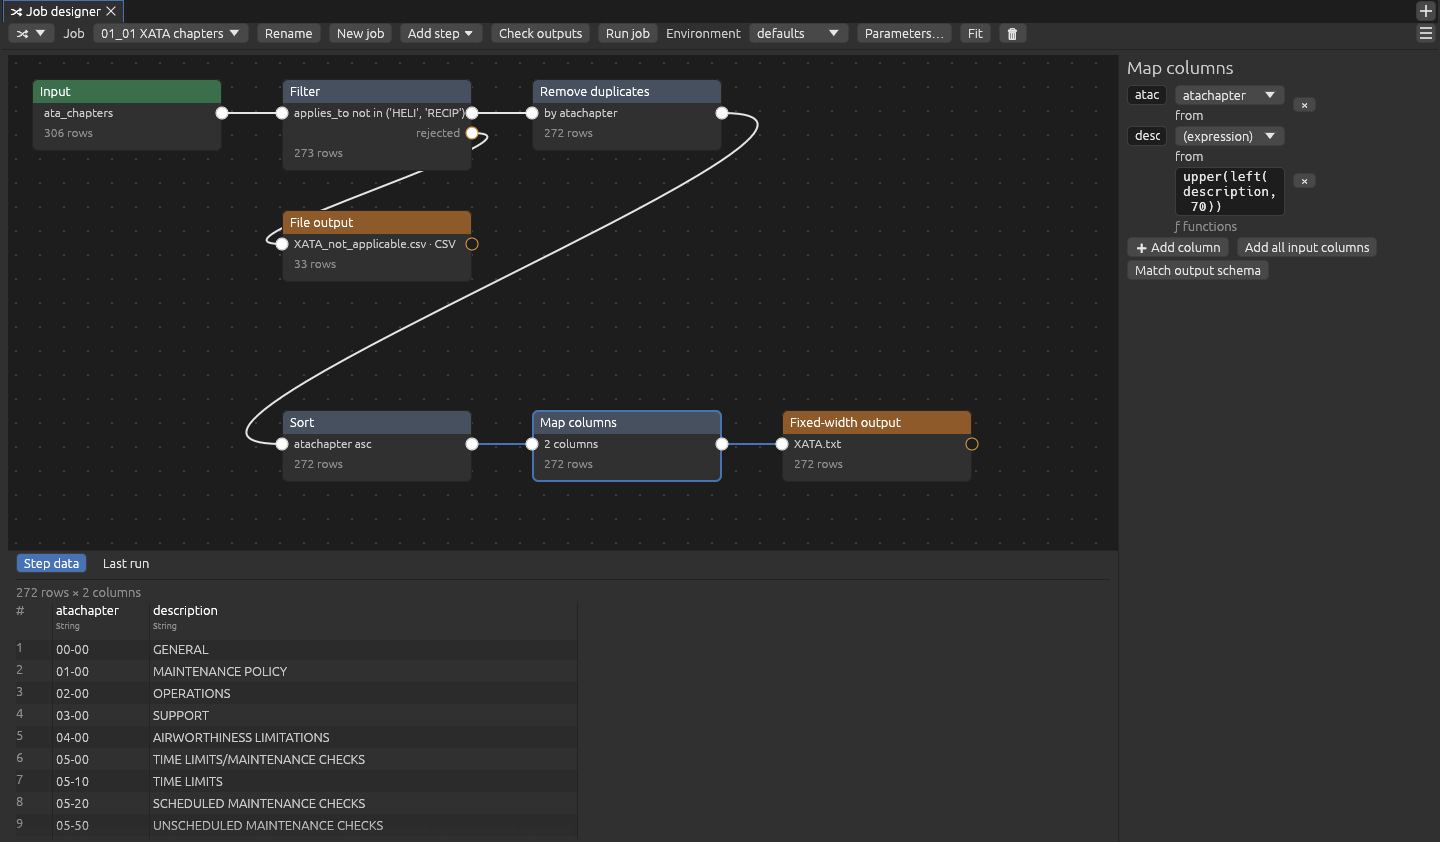 Job designer
Job 01_01 XATA chapters Rename New job Add step Check outputs Run job Environment defaults Parameters... Fit
Input
ata_chapters
306 rows
Filter
applies_to not in ('HELI', 'RECIP')
rejected
273 rows
Remove duplicates
by atachapter
272 rows
File output
XATA_not_applicable.csv · CSV
33 rows
Sort
atachapter asc
272 rows
Map columns
2 columns
272 rows
Fixed-width output
XATA.txt
272 rows
Map columns
atac atachapter
from
desc (expression)
from
upper(left(
description,
70))
ƒ functions
Add column Add all input columns
Match output schema
Step data Last run
272 rows × 2 columns
# atachapter description
String String
1 00-00 GENERAL
2 01-00 MAINTENANCE POLICY
3 02-00 OPERATIONS
4 03-00 SUPPORT
5 04-00 AIRWORTHINESS LIMITATIONS
6 05-00 TIME LIMITS/MAINTENANCE CHECKS
7 05-10 TIME LIMITS
8 05-20 SCHEDULED MAINTENANCE CHECKS
9 05-50 UNSCHEDULED MAINTENANCE CHECKS